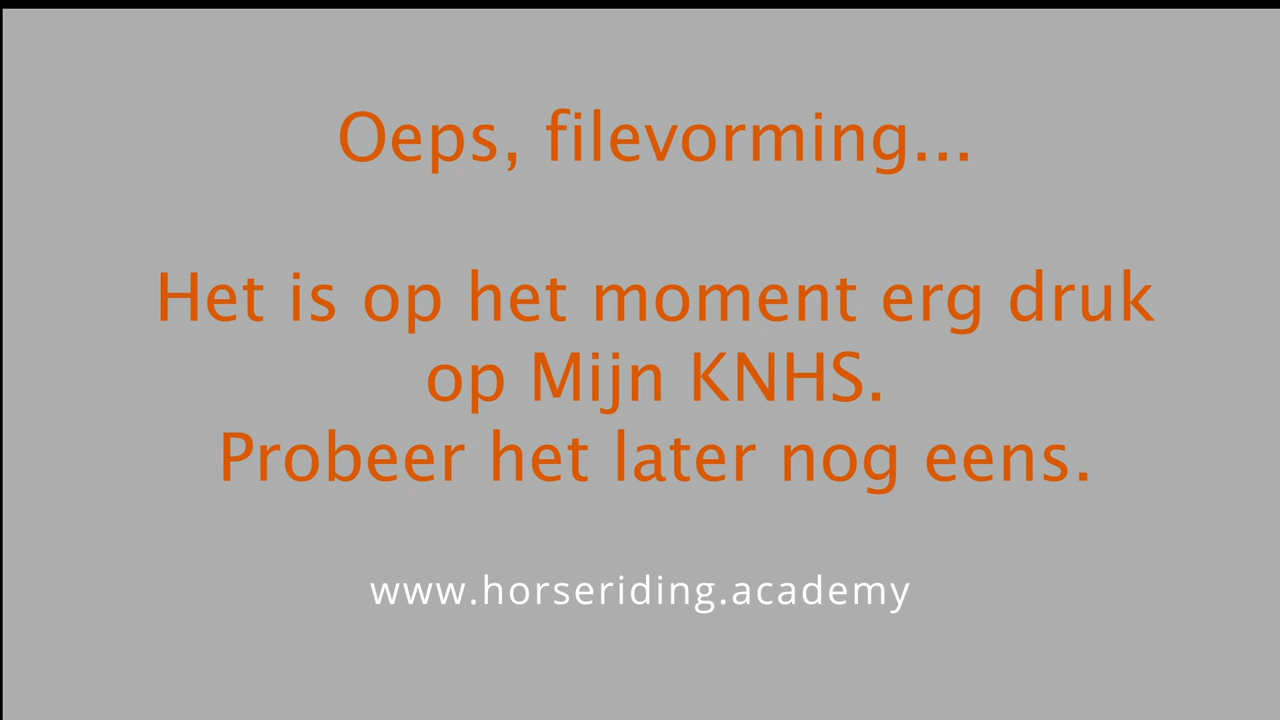 Oeps, filevorming...
Het is op het moment erg druk
op Mijn KNHS.
Probeer het later nog eens.
www.horseriding.academy